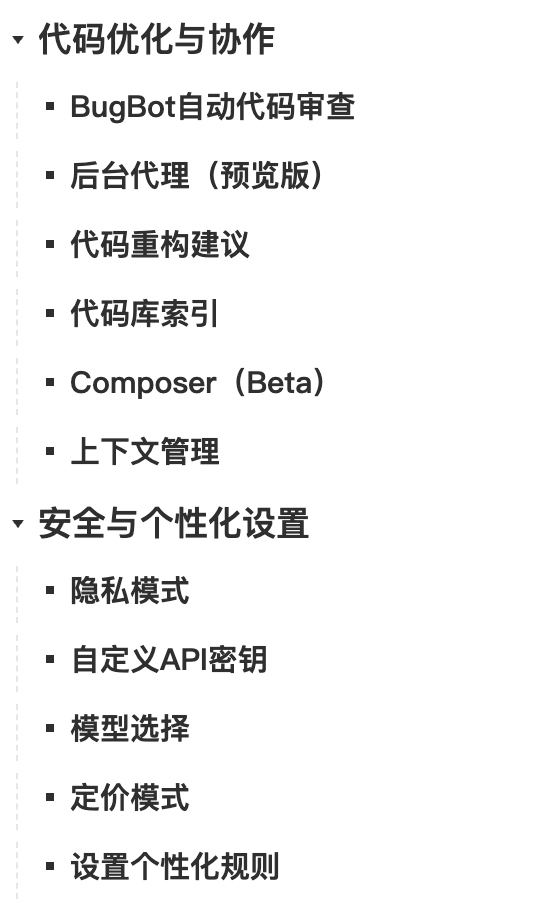 代码优化与协作
BugBot自动代码审查
后台代理（预览版）
代码重构建议
代码库索引
Composer（Beta）
上下文管理
安全与个性化设置
隐私模式
自定义API密钥
模型选择
定价模式
设置个性化规则